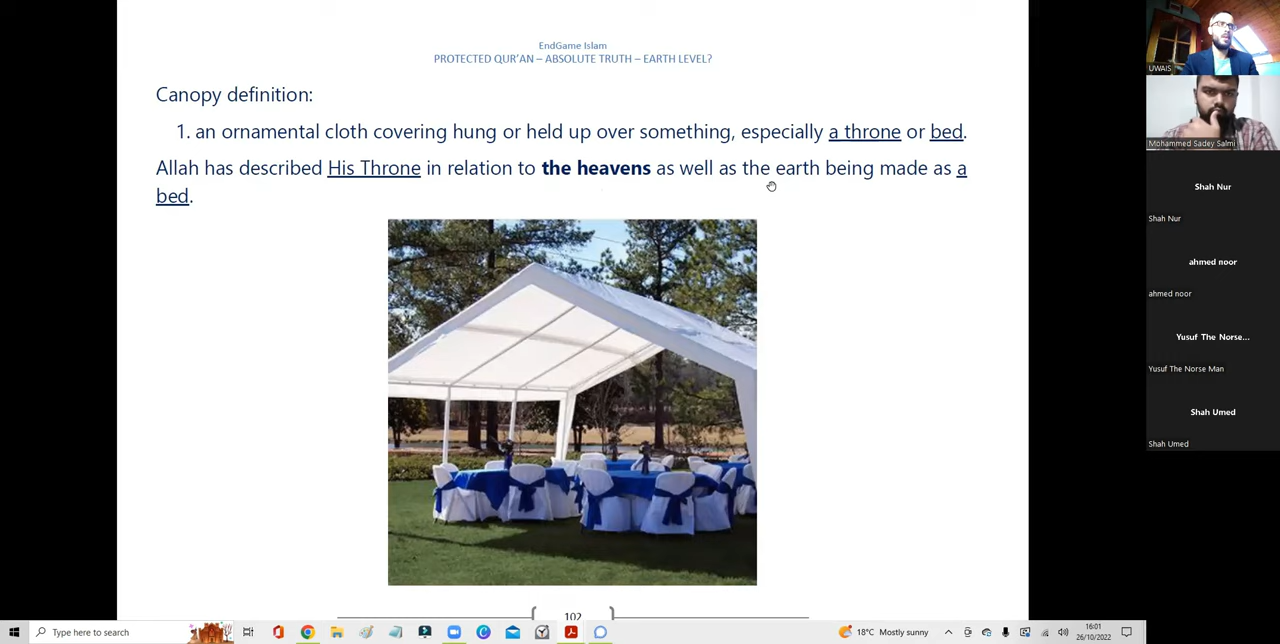 EndGame Islam
PROTECTED QUR'AN – ABSOLUTE TRUTH – EARTH LEVEL?
Canopy definition:
1. an ornamental cloth covering hung or held up over something, especially a throne or bed.
Allah has described His Throne in relation to the heavens as well as the earth being made as a
bed.
102
UWAIS
Mohammed Sadey Salmi
Shah Nur
Shah Nur
ahmed noor
ahmed noor
Yusuf The Norse...
Yusuf The Norse Man
Shah Umed
Shah Umed
Type here to search
18°C Mostly sunny
16:01
26/10/2022